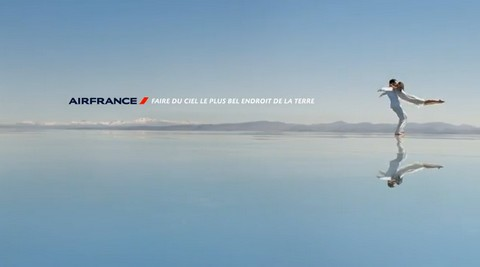 AIRFRANCE FAIRE DU CIEL LE PLUS BEL ENDROIT DE LA TERRE